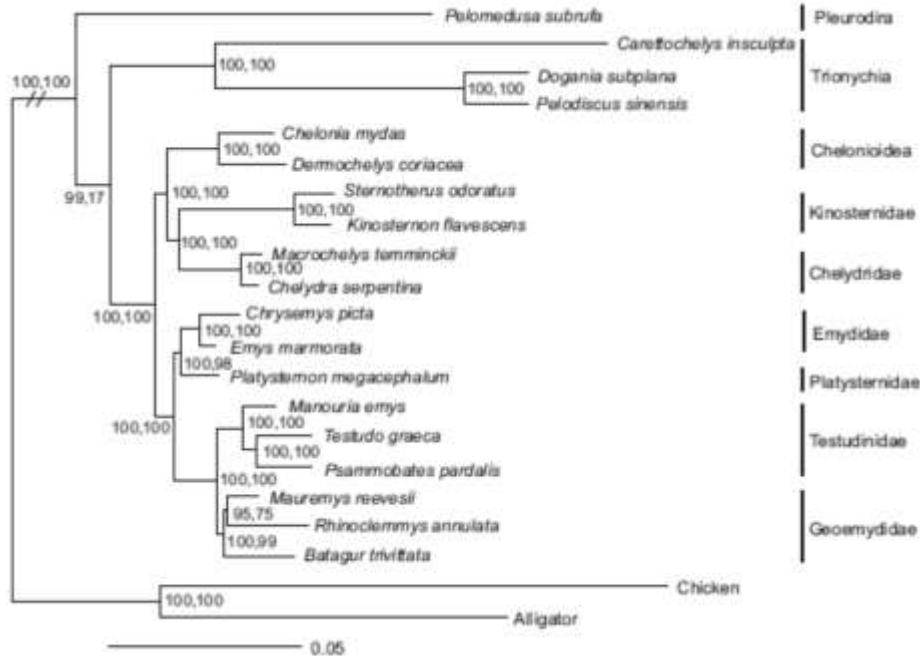 Pelomedusa subrufa
Pleurodira
Carettochelys insculpta
100,100
100,100
Dogania subplana
Trionychia
100,100
Pelodiscus sinensis
Chelonia mydas
100,100
Chelonioidea
Dermochelys coriacea
99,17
100,100
Sternotherus odoratus
100,100
Kinosternidae
Kinosternon flavescens
100,100
Macrochelys temminckii
100,100
Chelydridae
Chelydra serpentina
Chrysemys picta
100,100
100,100
Emydidae
Emys marmorata
100,98
Platysternon megacephalum
Platysternidae
Manouria emys
100,100
100,100
Testudo graeca
Testudinidae
100,100
Psammobates pardalis
100,100
Mauremys reevesii
95,75
Rhinoclemmys annulata
Geoemydidae
100,99
Batagur trivittata
Chicken
100,100
Alligator
0.05